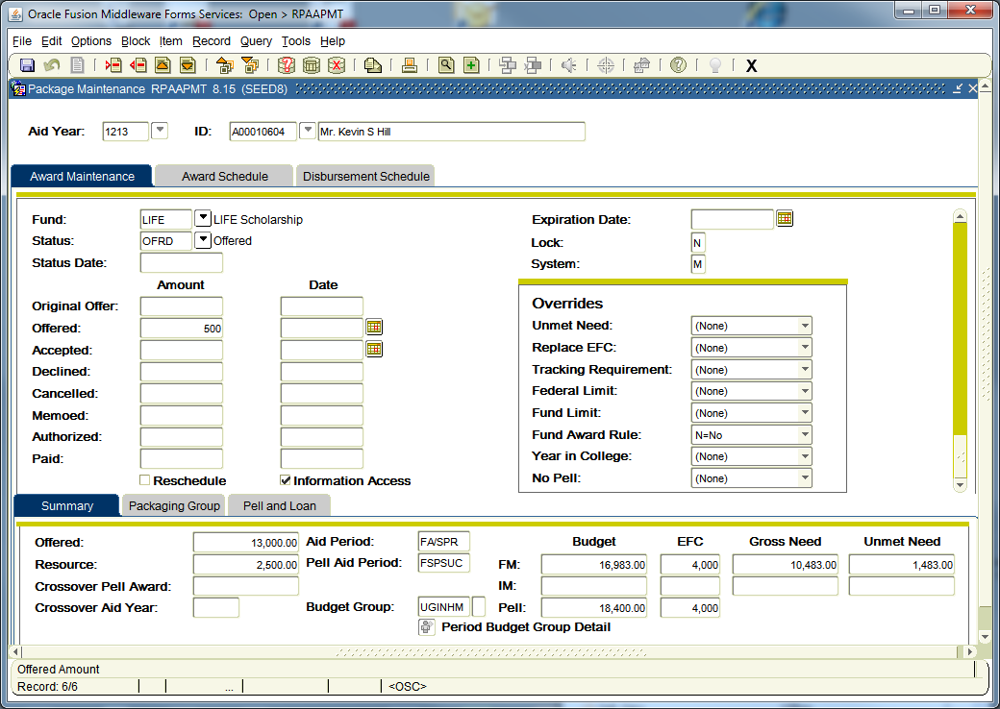 Oracle Fusion Middleware Forms Services: Open > RPAAPMT
File Edit Options Block Item Record Query Tools Help
X
Package Maintenance RPAAPMT 8.15 (SEED8)
Aid Year: 1213 ID: A00010604 Mr. Kevin S Hill
Award Maintenance Award Schedule Disbursement Schedule
Fund: LIFE LIFE Scholarship Expiration Date:
Status: OFRD Offered Lock: N
Status Date: System: M
Amount Date
Original Offer: Overrides
Offered: 500 Unmet Need: (None)
Accepted: Replace EFC: (None)
Declined: Tracking Requirement: (None)
Cancelled: Federal Limit: (None)
Memoed: Fund Limit: (None)
Authorized: Fund Award Rule: N=No
Paid: Year in College: (None)
Reschedule Information Access No Pell: (None)
Summary Packaging Group Pell and Loan
Offered: 13,000.00 Aid Period: FA/SPR Budget EFC Gross Need Unmet Need
Resource: 2,500.00 Pell Aid Period: FSPSUC FM: 16,983.00 4,000 10,483.00 1,483.00
Crossover Pell Award: IM:
Crossover Aid Year: Budget Group: UGINHM Pell: 18,400.00 4,000
Period Budget Group Detail
Offered Amount
Record: 6/6 ... <OSC>